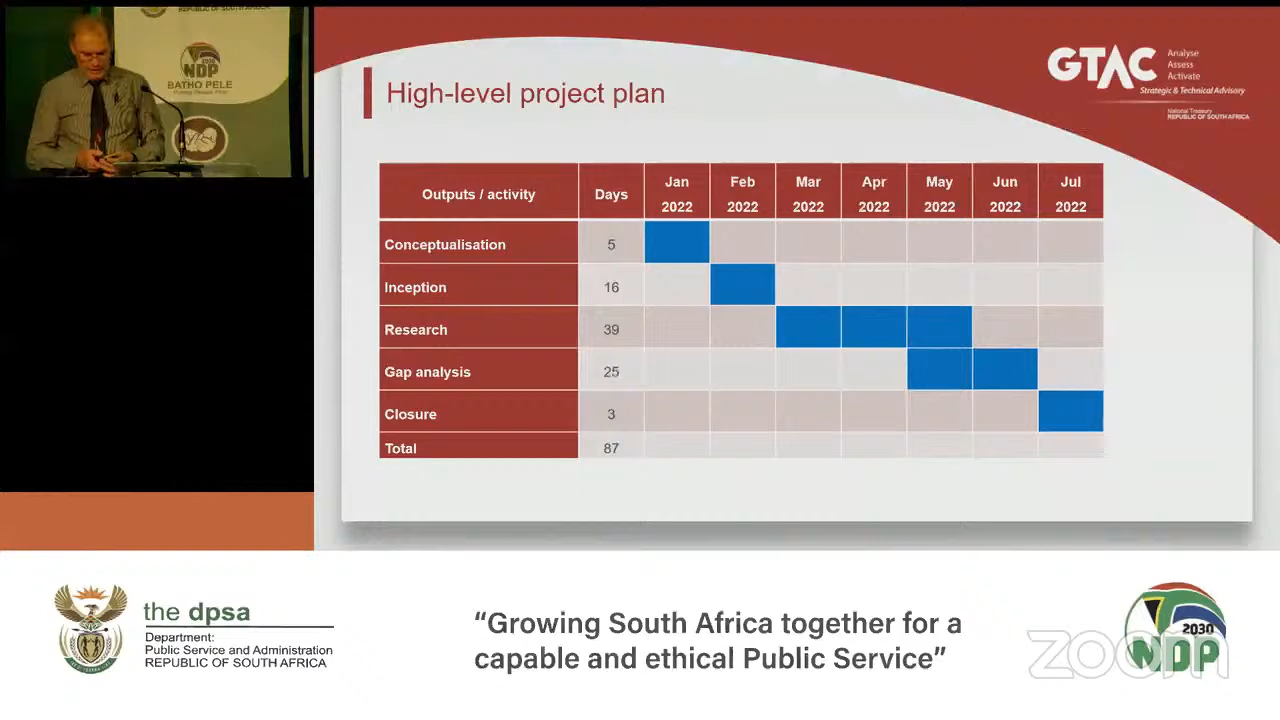 REPUBLIC OF SOUTH AFRICA
2030
NDP
BATHO PELE
High-level project plan
GTAC
Analyse
Assess
Activate
Strategic & Technical Advisory
National Treasury
REPUBLIC OF SOUTH AFRICA
Outputs / activity Days Jan 2022 Feb 2022 Mar 2022 Apr 2022 May 2022 Jun 2022 Jul 2022
Conceptualisation 5
Inception 16
Research 39
Gap analysis 25
Closure 3
Total 87
the dpsa
Department:
Public Service and Administration
REPUBLIC OF SOUTH AFRICA
“Growing South Africa together for a
capable and ethical Public Service”
2030
NDP
zoom